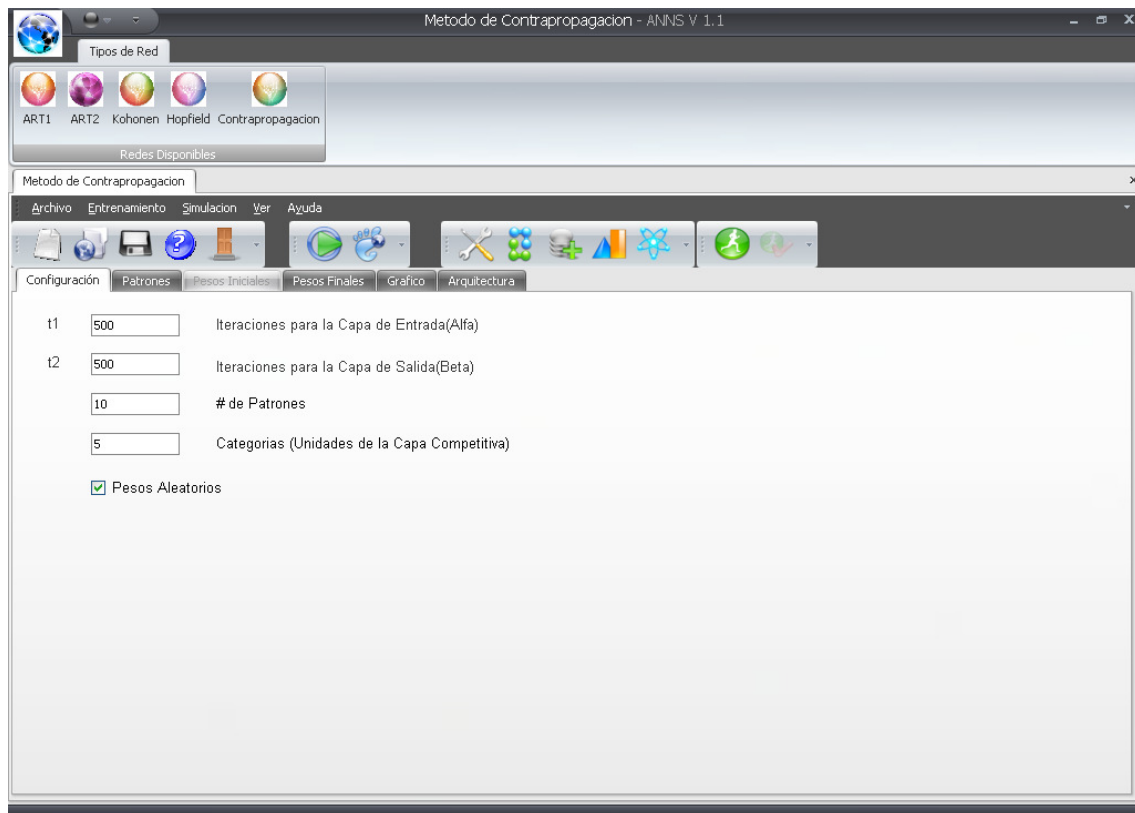 Metodo de Contrapropagacion - ANNS V 1.1
Tipos de Red
ART1 ART2 Kohonen Hopfield Contrapropagacion
Redes Disponibles
Metodo de Contrapropagacion
Archivo Entrenamiento Simulacion Ver Ayuda
Configuración Patrones Pesos Iniciales Pesos Finales Grafico Arquitectura
t1 500 Iteraciones para la Capa de Entrada(Alfa)
t2 500 Iteraciones para la Capa de Salida(Beta)
10 # de Patrones
5 Categorias (Unidades de la Capa Competitiva)
Pesos Aleatorios